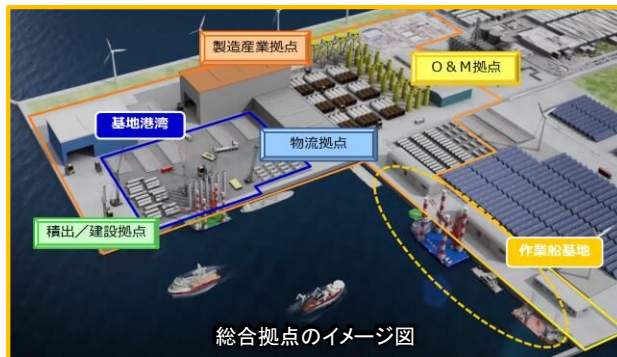 製造産業拠点
O＆M拠点
基地港湾
物流拠点
積出／建設拠点
作業船基地
総合拠点のイメージ図